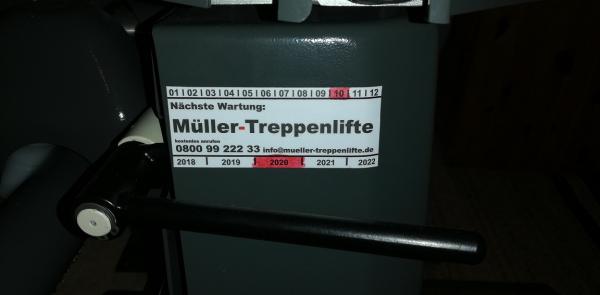 01 | 02 | 03 | 04 | 05 | 06 | 07 | 08 | 09 | 10 | 11 | 12
Nächste Wartung:
Müller-Treppenlifte
kostenlos anrufen
0800 99 222 33 info@mueller-treppenlifte.de
2018 | 2019 | 2020 | 2021 | 2022